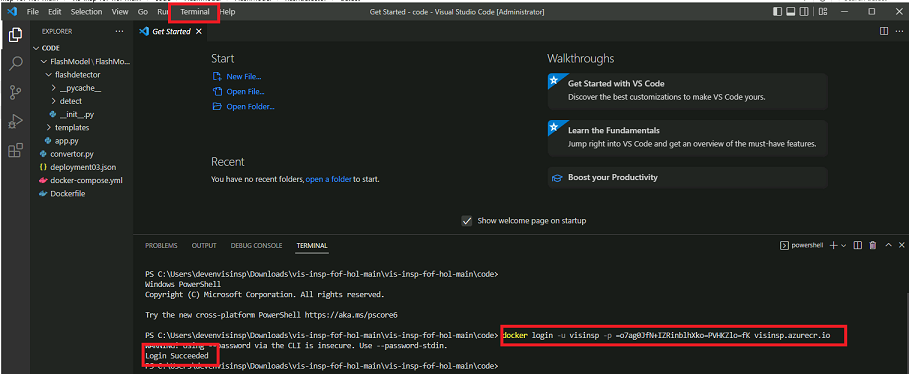 File Edit Selection View Go Run Terminal Help
Get Started - code - Visual Studio Code [Administrator]
EXPLORER
Get Started
CODE
FlashModel \ FlashMo...
flashdetector
__pycache__
detect
__init__.py
templates
app.py
convertor.py
deployment03.json
docker-compose.yml
Dockerfile
Start
New File...
Open File...
Open Folder...
Recent
You have no recent folders, open a folder to start.
Walkthroughs
Get Started with VS Code
Discover the best customizations to make VS Code yours.
Learn the Fundamentals
Jump right into VS Code and get an overview of the must-have features.
Boost your Productivity
Show welcome page on startup
PROBLEMS OUTPUT DEBUG CONSOLE TERMINAL
powershell
PS C:\Users\devenvisinsp\Downloads\vis-insp-fof-hol-main\vis-insp-fof-hol-main\code>
Windows PowerShell
Copyright (C) Microsoft Corporation. All rights reserved.
Try the new cross-platform PowerShell https://aka.ms/pscore6
PS C:\Users\devenvisinsp\Downloads\vis-insp-fof-hol-main\vis-insp-fof-hol-main\code> docker login -u visinsp -p visinsp.azurecr.io
WARNING! Using --password via the CLI is insecure. Use --password-stdin.
Login Succeeded
PS C:\Users\devenvisinsp\Downloads\vis-insp-fof-hol-main\vis-insp-fof-hol-main\code>